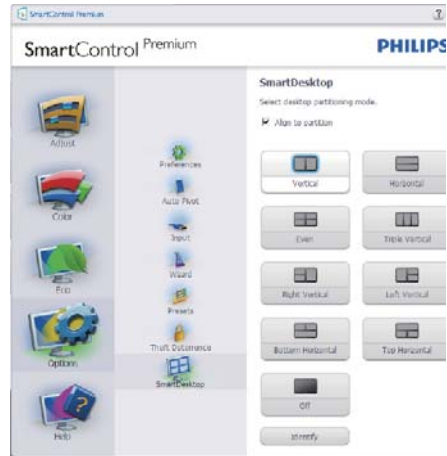 SmartControl Premium
?
SmartControl Premium
PHILIPS
Adjust
Color
Eco
Options
Help
Preferences
Auto Pivot
Input
Wizard
Presets
Theft Deterrence
SmartDesktop
SmartDesktop
Select desktop partitioning mode.
Align to partition
Vertical
Horizontal
Even
Triple Vertical
Right Vertical
Left Vertical
Bottom Horizontal
Top Horizontal
Off
Identify